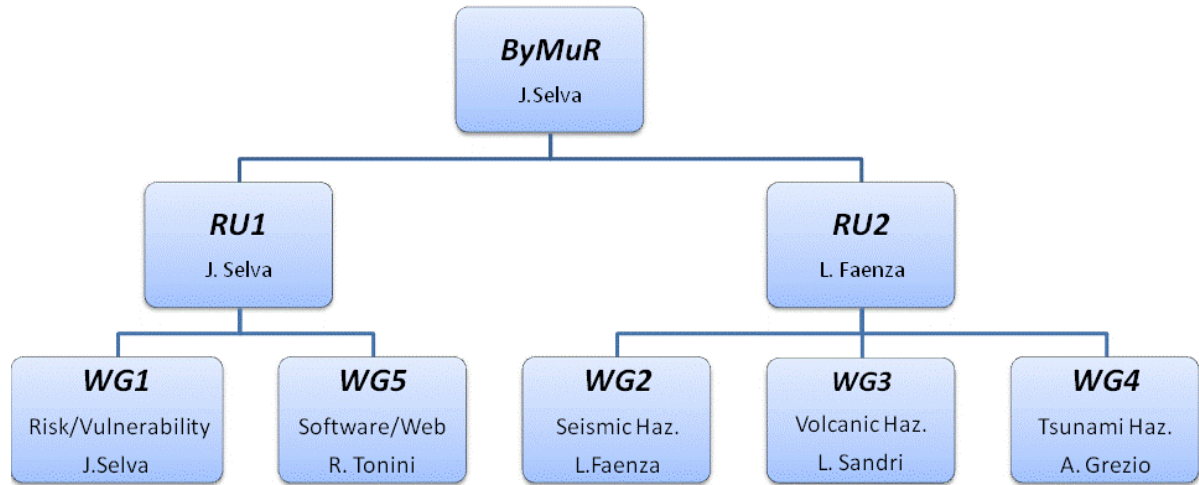 ByMuR
J.Selva
RU1
J. Selva
RU2
L. Faenza
WG1
Risk/Vulnerability
J.Selva
WG5
Software/Web
R. Tonini
WG2
Seismic Haz.
L.Faenza
WG3
Volcanic Haz.
L. Sandri
WG4
Tsunami Haz.
A. Grezio